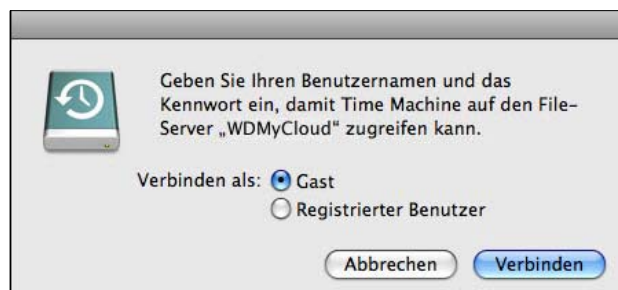 Geben Sie Ihren Benutzernamen und das
Kennwort ein, damit Time Machine auf den File-
Server „WDMyCloud“ zugreifen kann.
Verbinden als: Gast
Registrierter Benutzer
Abbrechen Verbinden